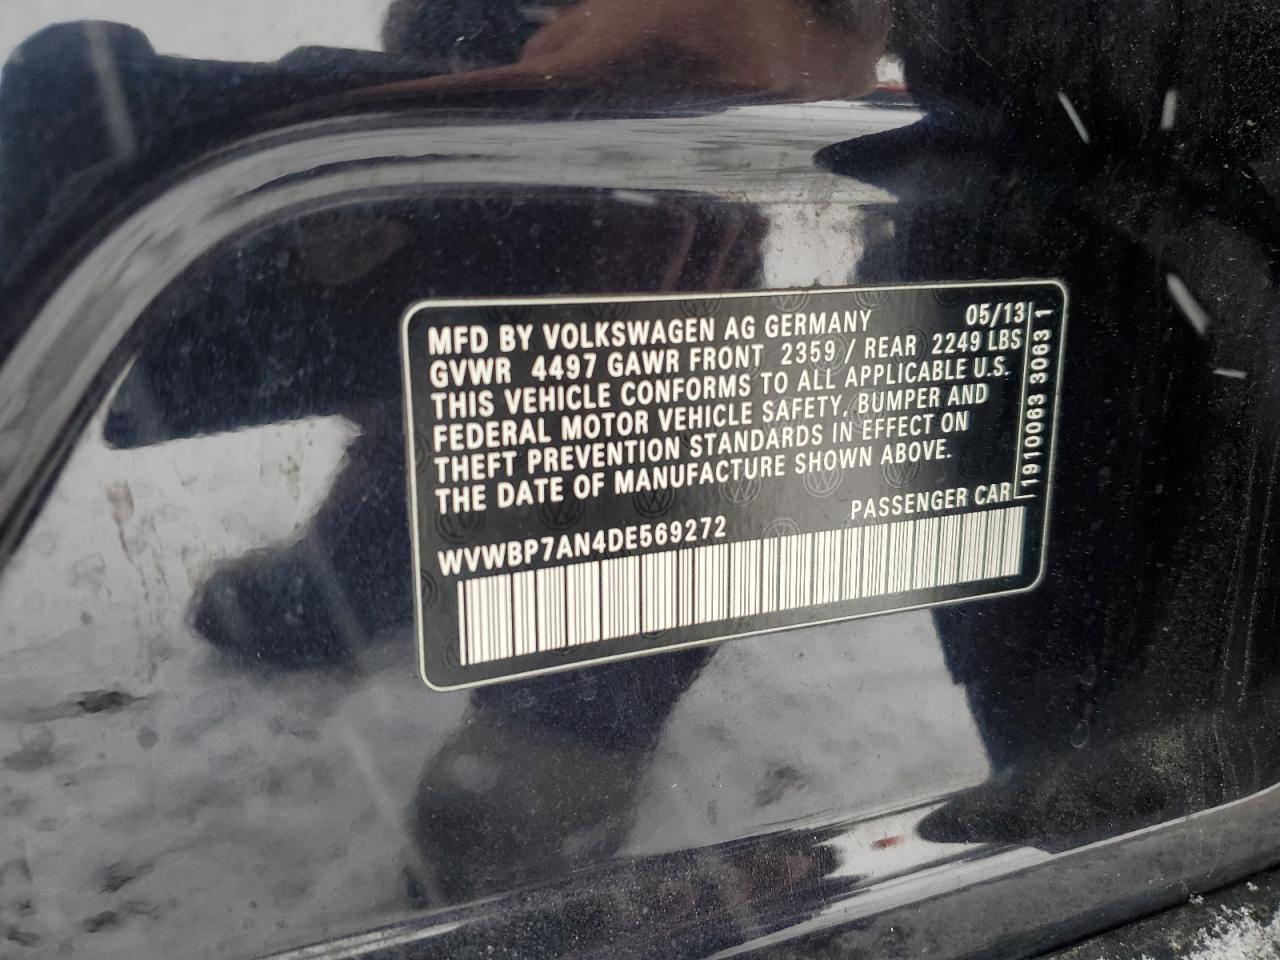 MFD BY VOLKSWAGEN AG GERMANY 05/13
GVWR 4497 GAWR FRONT 2359 / REAR 2249 LBS
THIS VEHICLE CONFORMS TO ALL APPLICABLE U.S.
FEDERAL MOTOR VEHICLE SAFETY, BUMPER AND
THEFT PREVENTION STANDARDS IN EFFECT ON
THE DATE OF MANUFACTURE SHOWN ABOVE.
PASSENGER CAR
WVWBP7AN4DE569272
1910063 3063 1